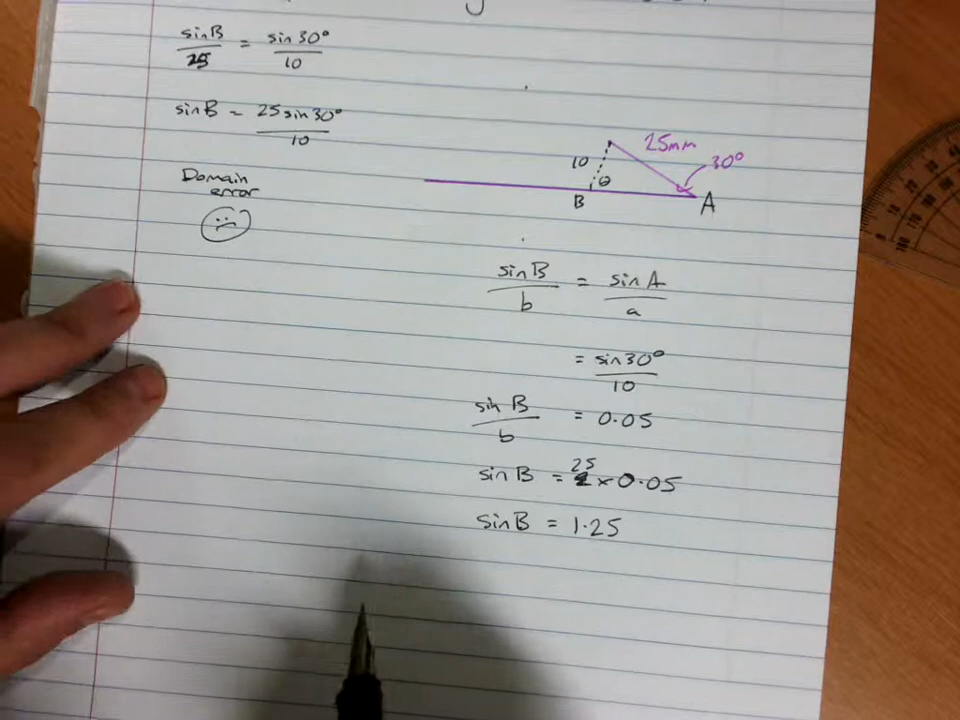 sinB = sin30°
25 10
sinB = 25sin30°
10
Domain
error
25mm
10
30°
θ
B
A
sinB = sinA
b a
= sin30°
10
sinB = 0.05
b
sinB = 25 x 0.05
sinB = 1.25